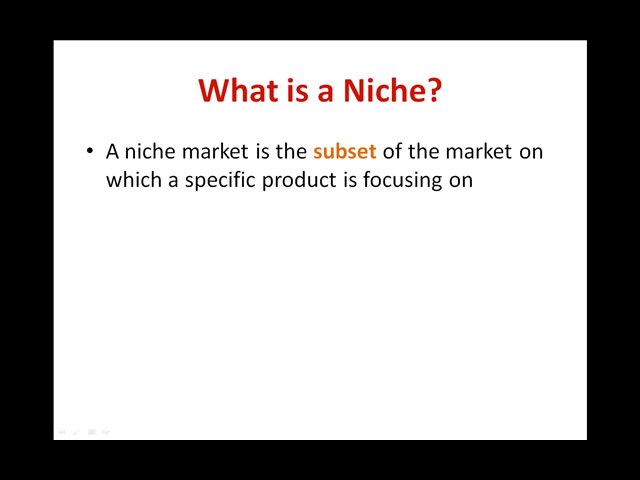 What is a Niche?
• A niche market is the subset of the market on
which a specific product is focusing on